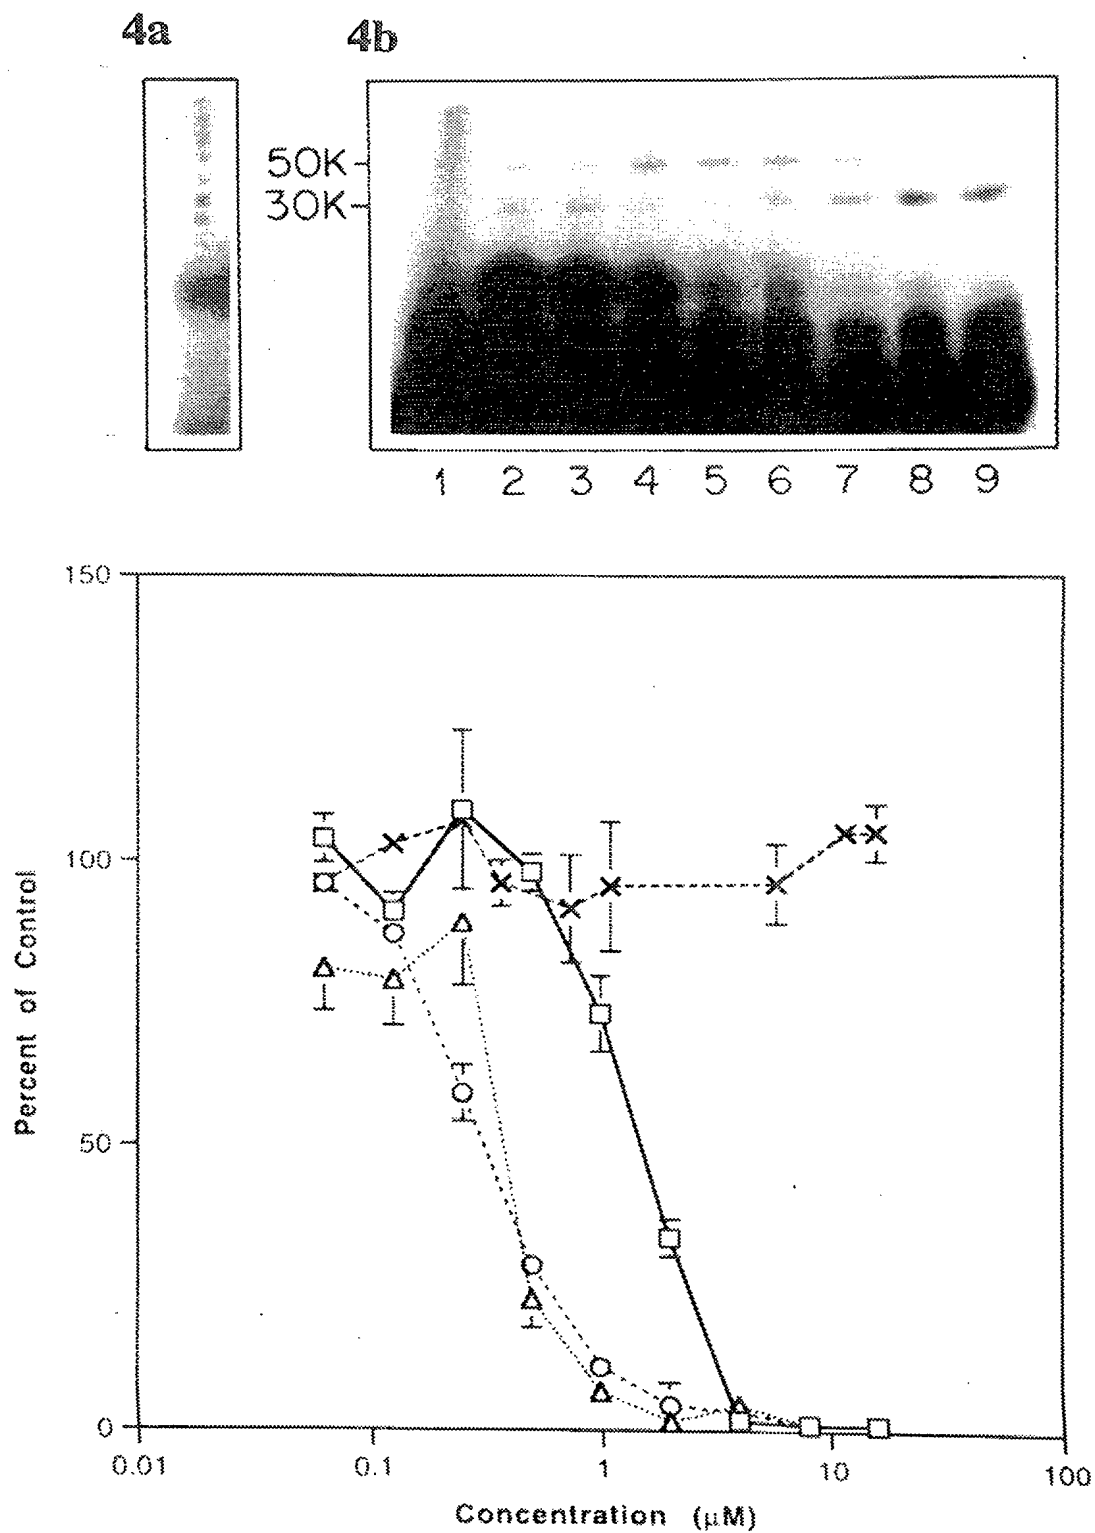 4a 4b
50K
30K
1 2 3 4 5 6 7 8 9
150
100
50
0
Percent of Control
0.01 0.1 1 10 100
Concentration (μM)